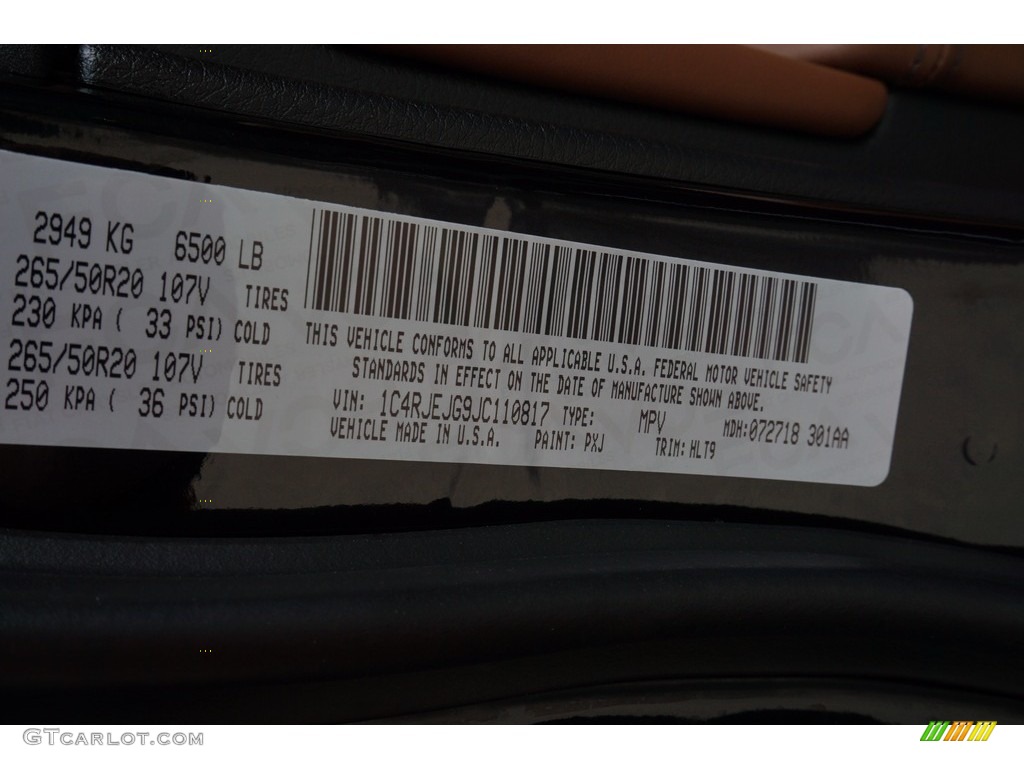 2949 KG 6500 LB
265/50R20 107V TIRES
230 KPA ( 33 PSI) COLD
265/50R20 107V TIRES
250 KPA ( 36 PSI) COLD
THIS VEHICLE CONFORMS TO ALL APPLICABLE U.S.A. FEDERAL MOTOR VEHICLE SAFETY
STANDARDS IN EFFECT ON THE DATE OF MANUFACTURE SHOWN ABOVE.
VIN: 1C4RJEJG9JC110817 TYPE: MPV MDH:072718 301AA
VEHICLE MADE IN U.S.A. PAINT: PXJ TRIM: HLT9
GTCarlot.com